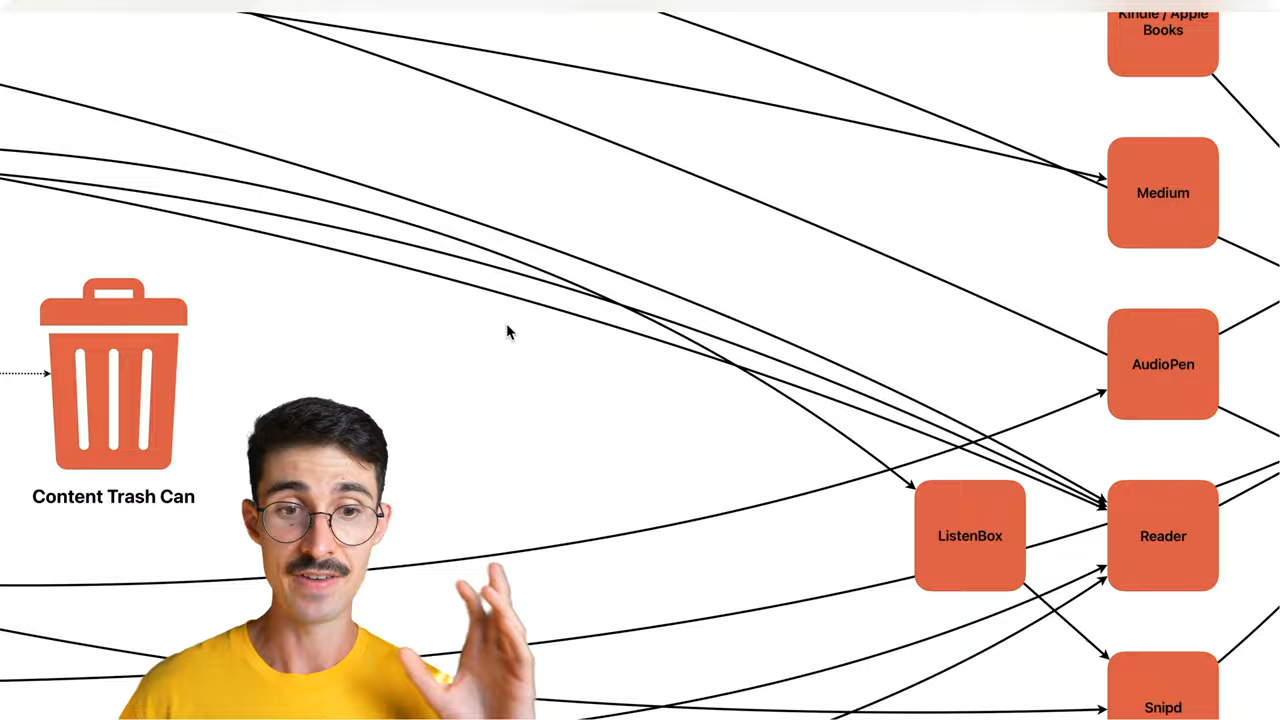 Kindle / Apple
Books
Medium
AudioPen
Content Trash Can
ListenBox
Reader
Snipd